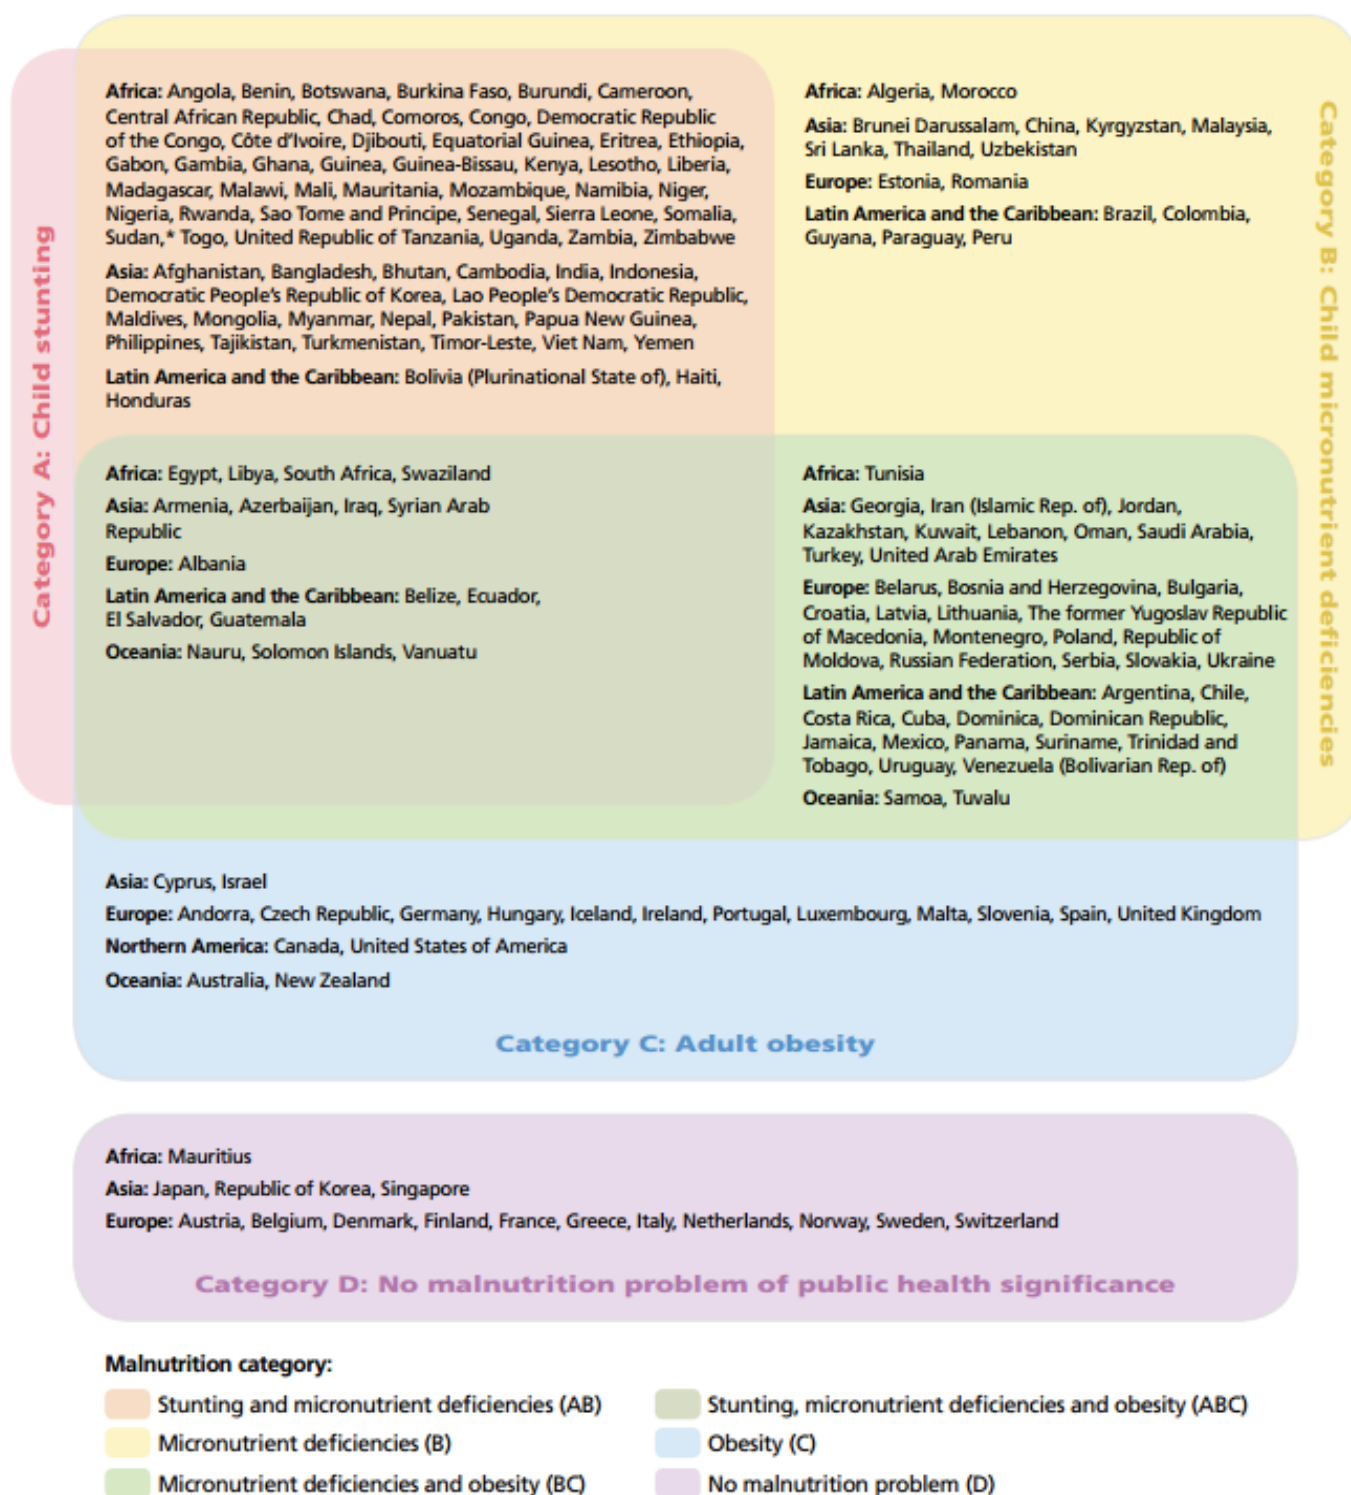 Category A: Child stunting
Africa: Angola, Benin, Botswana, Burkina Faso, Burundi, Cameroon,
Central African Republic, Chad, Comoros, Congo, Democratic Republic
of the Congo, Côte d'Ivoire, Djibouti, Equatorial Guinea, Eritrea, Ethiopia,
Gabon, Gambia, Ghana, Guinea, Guinea-Bissau, Kenya, Lesotho, Liberia,
Madagascar, Malawi, Mali, Mauritania, Mozambique, Namibia, Niger,
Nigeria, Rwanda, Sao Tome and Principe, Senegal, Sierra Leone, Somalia,
Sudan,* Togo, United Republic of Tanzania, Uganda, Zambia, Zimbabwe
Asia: Afghanistan, Bangladesh, Bhutan, Cambodia, India, Indonesia,
Democratic People's Republic of Korea, Lao People's Democratic Republic,
Maldives, Mongolia, Myanmar, Nepal, Pakistan, Papua New Guinea,
Philippines, Tajikistan, Turkmenistan, Timor-Leste, Viet Nam, Yemen
Latin America and the Caribbean: Bolivia (Plurinational State of), Haiti,
Honduras
Africa: Algeria, Morocco
Asia: Brunei Darussalam, China, Kyrgyzstan, Malaysia,
Sri Lanka, Thailand, Uzbekistan
Europe: Estonia, Romania
Latin America and the Caribbean: Brazil, Colombia,
Guyana, Paraguay, Peru
Category B: Child micronutrient deficiencies
Africa: Egypt, Libya, South Africa, Swaziland
Asia: Armenia, Azerbaijan, Iraq, Syrian Arab
Republic
Europe: Albania
Latin America and the Caribbean: Belize, Ecuador,
El Salvador, Guatemala
Oceania: Nauru, Solomon Islands, Vanuatu
Africa: Tunisia
Asia: Georgia, Iran (Islamic Rep. of), Jordan,
Kazakhstan, Kuwait, Lebanon, Oman, Saudi Arabia,
Turkey, United Arab Emirates
Europe: Belarus, Bosnia and Herzegovina, Bulgaria,
Croatia, Latvia, Lithuania, The former Yugoslav Republic
of Macedonia, Montenegro, Poland, Republic of
Moldova, Russian Federation, Serbia, Slovakia, Ukraine
Latin America and the Caribbean: Argentina, Chile,
Costa Rica, Cuba, Dominica, Dominican Republic,
Jamaica, Mexico, Panama, Suriname, Trinidad and
Tobago, Uruguay, Venezuela (Bolivarian Rep. of)
Oceania: Samoa, Tuvalu
Asia: Cyprus, Israel
Europe: Andorra, Czech Republic, Germany, Hungary, Iceland, Ireland, Portugal, Luxembourg, Malta, Slovenia, Spain, United Kingdom
Northern America: Canada, United States of America
Oceania: Australia, New Zealand
Category C: Adult obesity
Africa: Mauritius
Asia: Japan, Republic of Korea, Singapore
Europe: Austria, Belgium, Denmark, Finland, France, Greece, Italy, Netherlands, Norway, Sweden, Switzerland
Category D: No malnutrition problem of public health significance
Malnutrition category:
Stunting and micronutrient deficiencies (AB)
Micronutrient deficiencies (B)
Micronutrient deficiencies and obesity (BC)
Stunting, micronutrient deficiencies and obesity (ABC)
Obesity (C)
No malnutrition problem (D)